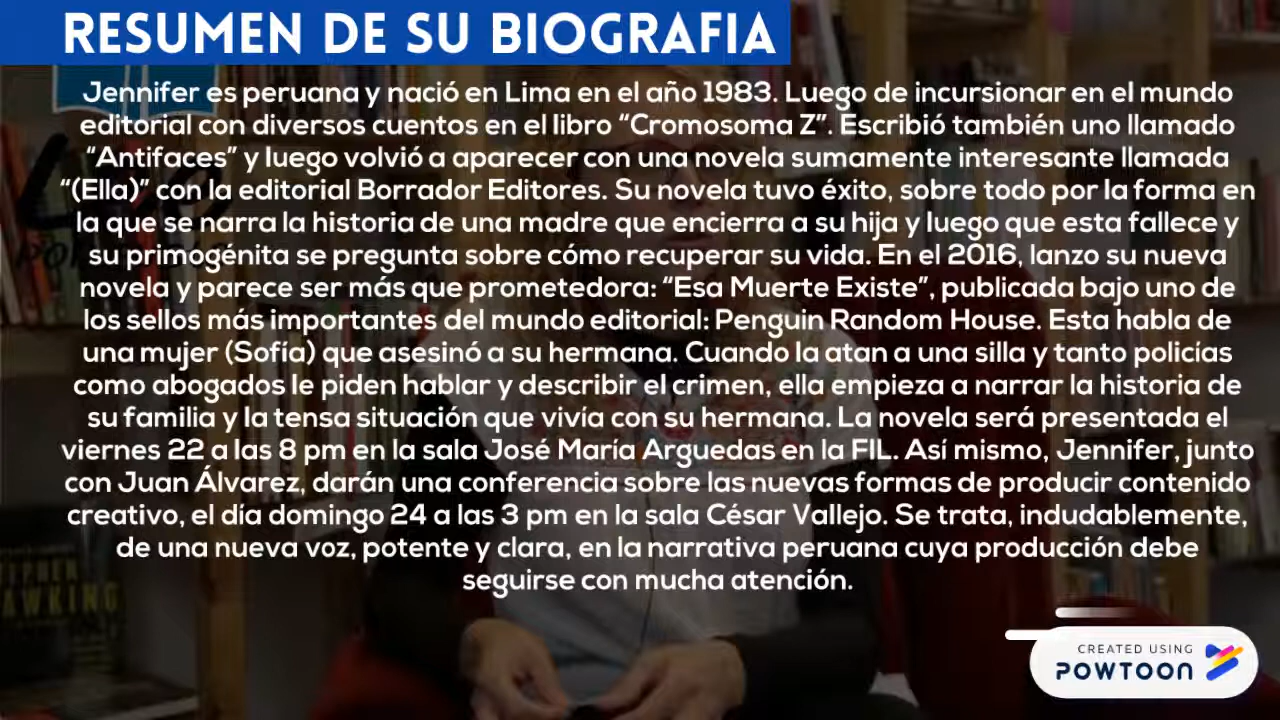 RESUMEN DE SU BIOGRAFIA
Jennifer es peruana y nació en Lima en el año 1983. Luego de incursionar en el mundo
editorial con diversos cuentos en el libro “Cromosoma Z”. Escribió también uno llamado
“Antifaces” y luego volvió a aparecer con una novela sumamente interesante llamada
“(Ella)” con la editorial Borrador Editores. Su novela tuvo éxito, sobre todo por la forma en
la que se narra la historia de una madre que encierra a su hija y luego que esta fallece y
su primogénita se pregunta sobre cómo recuperar su vida. En el 2016, lanzo su nueva
novela y parece ser más que prometedora: “Esa Muerte Existe”, publicada bajo uno de
los sellos más importantes del mundo editorial: Penguin Random House. Esta habla de
una mujer (Sofía) que asesinó a su hermana. Cuando la atan a una silla y tanto policías
como abogados le piden hablar y describir el crimen, ella empieza a narrar la historia de
su familia y la tensa situación que vivía con su hermana. La novela será presentada el
viernes 22 a las 8 pm en la sala José María Arguedas en la FIL. Así mismo, Jennifer, junto
con Juan Álvarez, darán una conferencia sobre las nuevas formas de producir contenido
creativo, el día domingo 24 a las 3 pm en la sala César Vallejo. Se trata, indudablemente,
de una nueva voz, potente y clara, en la narrativa peruana cuya producción debe
seguirse con mucha atención.
CREATED USING
POWTOON